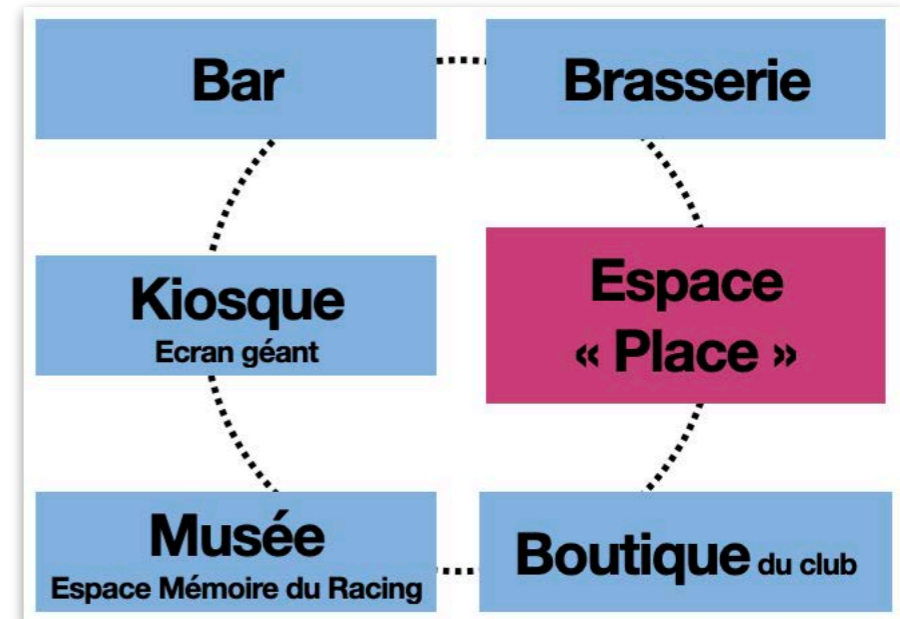 Bar
Brasserie
Kiosque
Ecran géant
Espace
« Place »
Musée
Espace Mémoire du Racing
Boutique du club